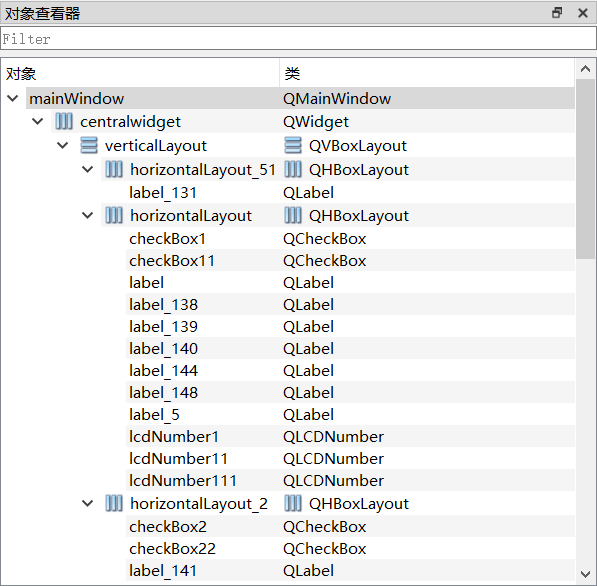 对象查看器
Filter
对象 类
mainWindow QMainWindow
centralwidget QWidget
verticalLayout QVBoxLayout
horizontalLayout_51 QHBoxLayout
label_131 QLabel
horizontalLayout QHBoxLayout
checkBox1 QCheckBox
checkBox11 QCheckBox
label QLabel
label_138 QLabel
label_139 QLabel
label_140 QLabel
label_144 QLabel
label_148 QLabel
label_5 QLabel
lcdNumber1 QLCDNumber
lcdNumber11 QLCDNumber
lcdNumber111 QLCDNumber
horizontalLayout_2 QHBoxLayout
checkBox2 QCheckBox
checkBox22 QCheckBox
label_141 QLabel